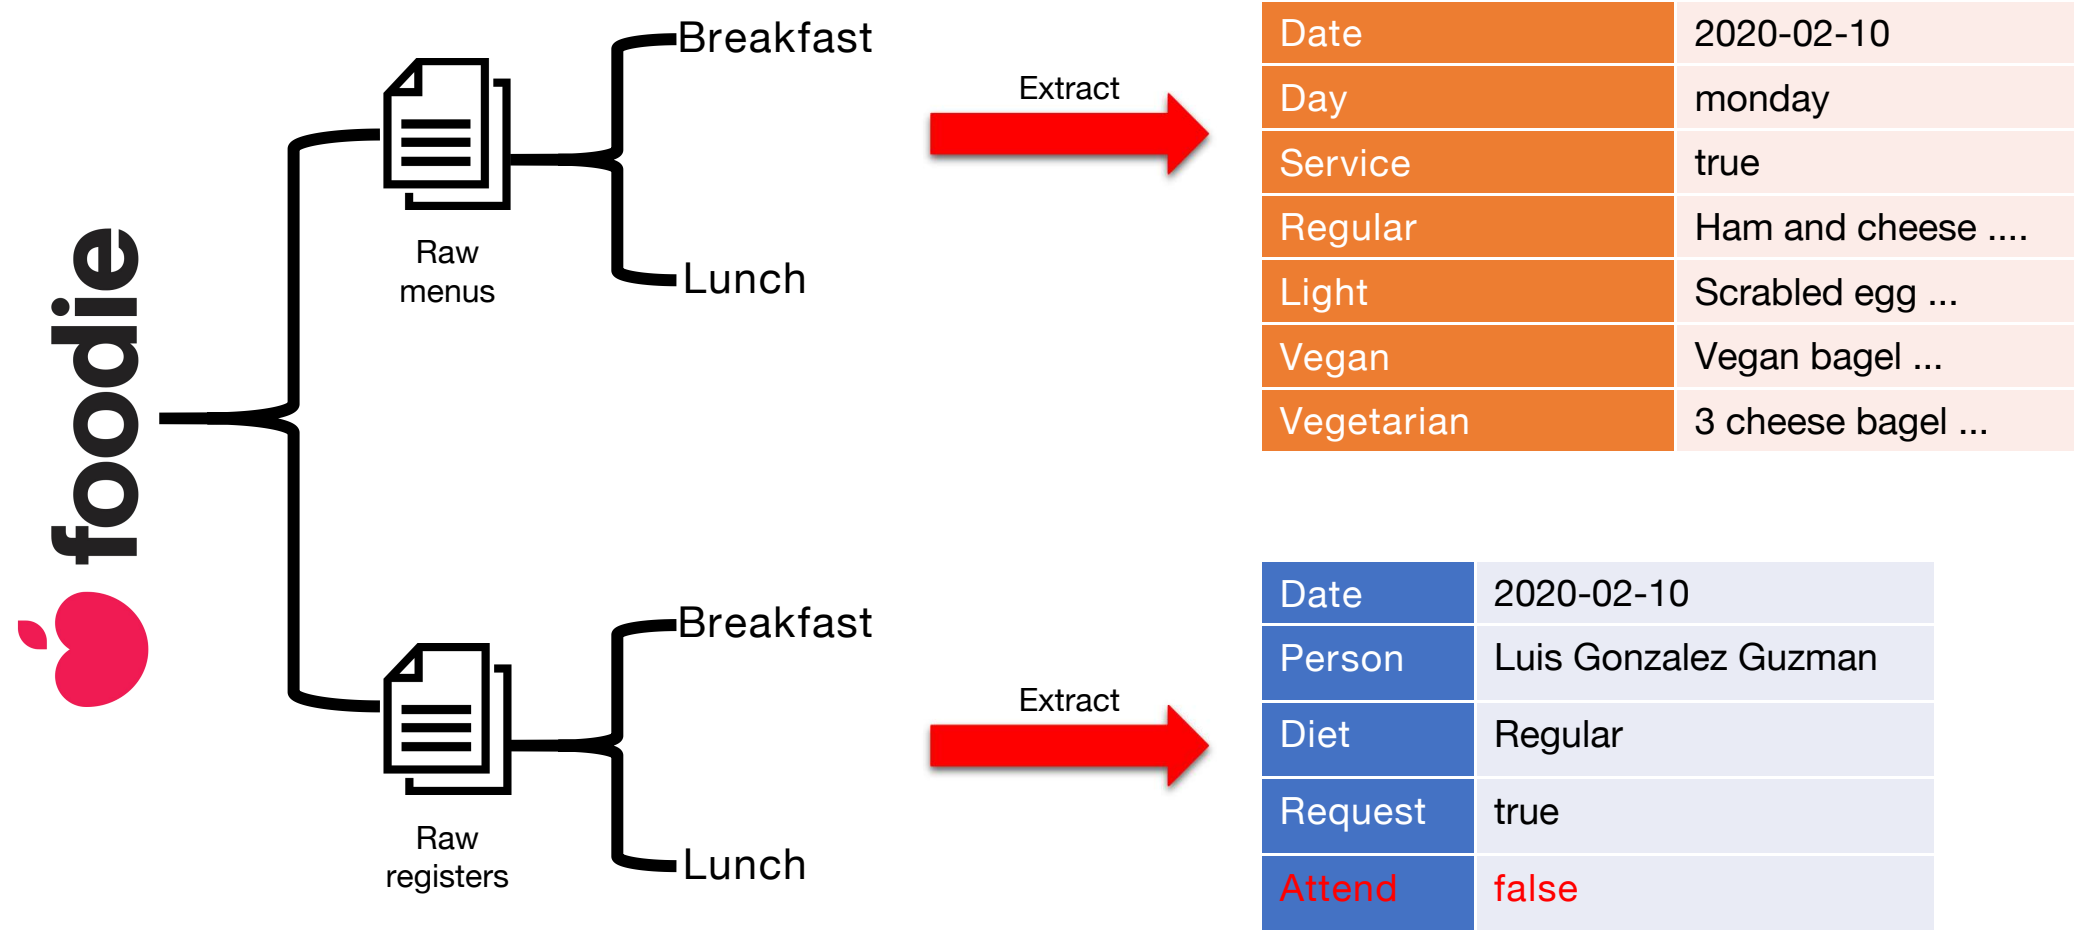 foodie
Raw
menus
Breakfast
Lunch
Extract
Date 2020-02-10
Day monday
Service true
Regular Ham and cheese ....
Light Scrabled egg ...
Vegan Vegan bagel ...
Vegetarian 3 cheese bagel ...
Raw
registers
Breakfast
Lunch
Extract
Date 2020-02-10
Person Luis Gonzalez Guzman
Diet Regular
Request true
Attend false